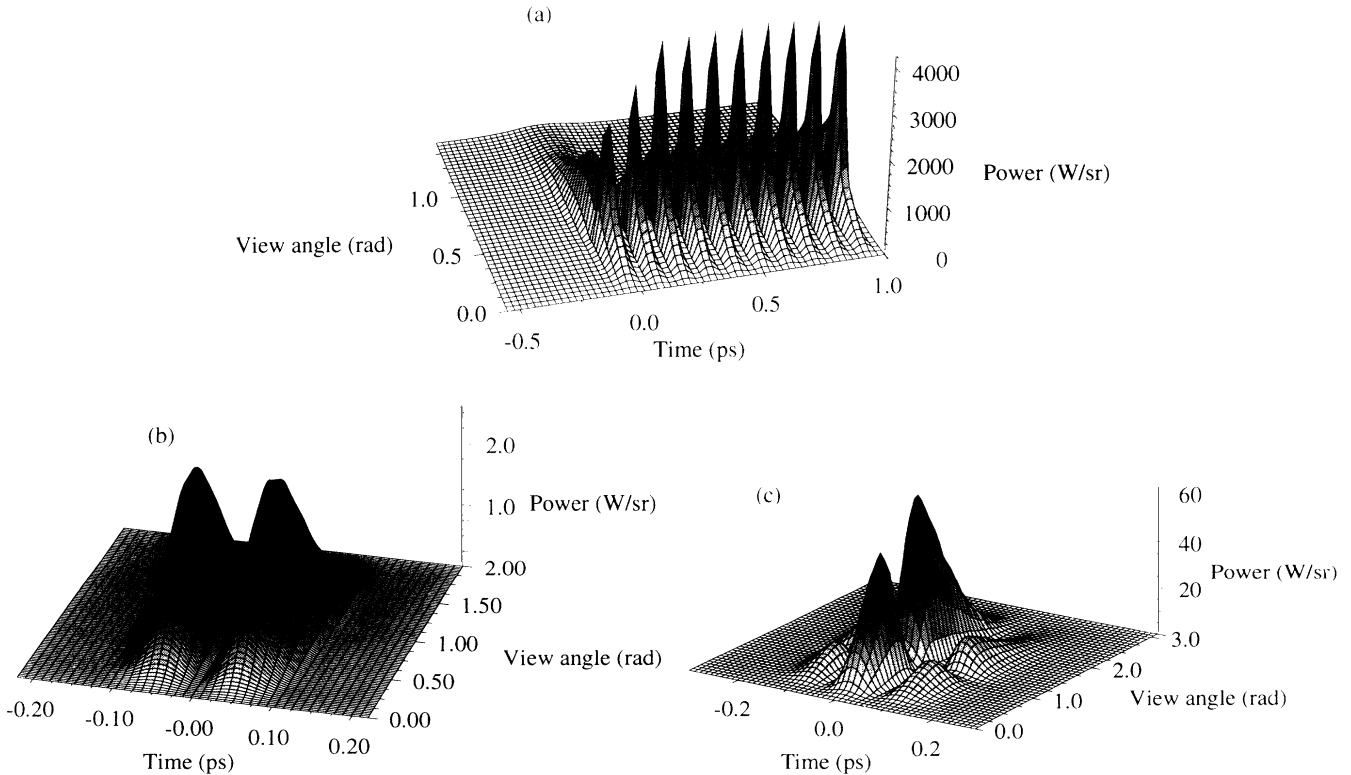 (a)
4000
3000
2000
1000
0
Power (W/sr)
1.0
0.5
0.0
View angle (rad)
-0.5
0.0
0.5
1.0
Time (ps)
(b)
2.0
1.0
Power (W/sr)
2.00
1.50
1.00
0.50
0.00
View angle (rad)
-0.20
-0.10
-0.00
0.10
0.20
Time (ps)
(c)
60
40
20
Power (W/sr)
3.0
2.0
1.0
0.0
View angle (rad)
-0.2
0.0
0.2
Time (ps)